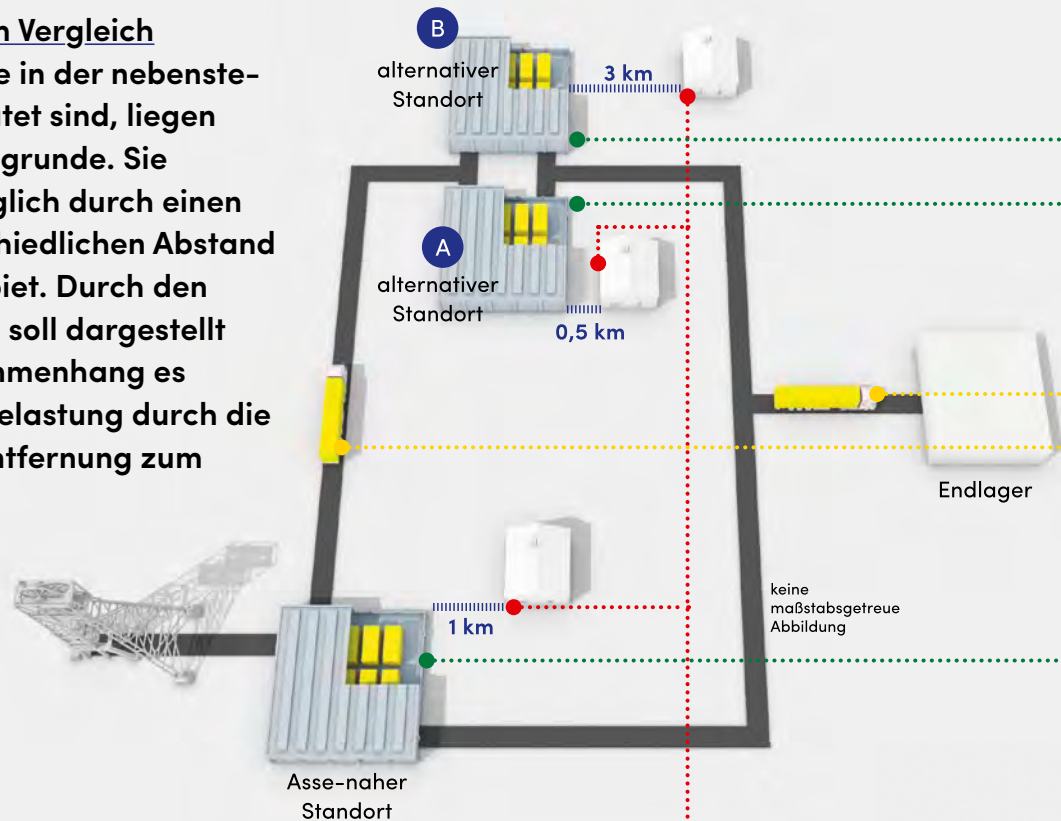 n Vergleich
e in der nebenste-
tet sind, liegen
grunde. Sie
glich durch einen
hiedlichen Abstand
biet. Durch den
soll dargestellt
mmenhang es
elastung durch die
ntfernung zum
B
alternativer
Standort
3 km
A
alternativer
Standort
0,5 km
Endlager
keine
maßstabsgetreue
Abbildung
1 km
Asse-naher
Standort